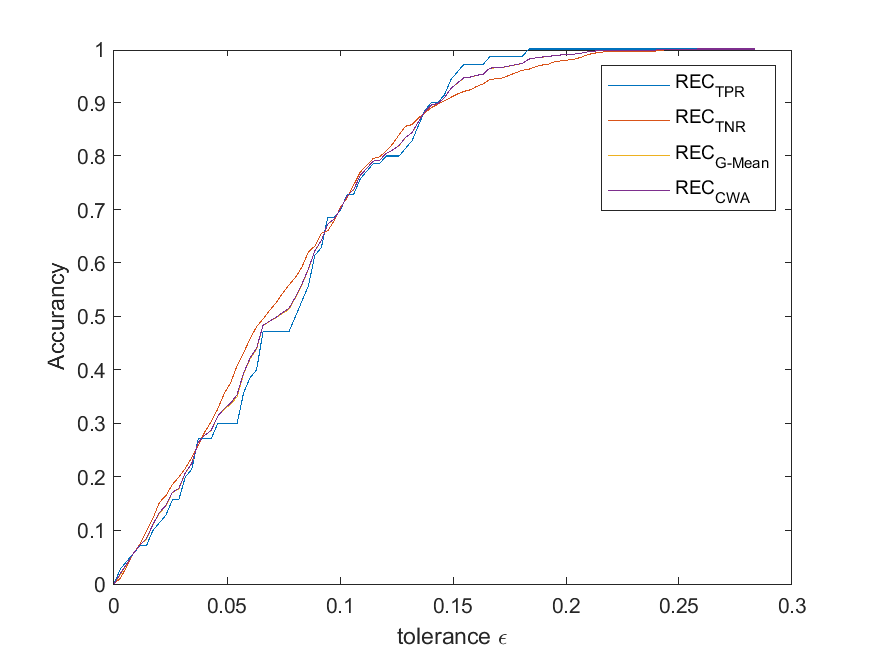 1
0.9
0.8
0.7
0.6
0.5
0.4
0.3
0.2
0.1
0
Accurancy
0 0.05 0.1 0.15 0.2 0.25 0.3
tolerance ϵ
REC_TPR
REC_TNR
REC_G-Mean
REC_CWA